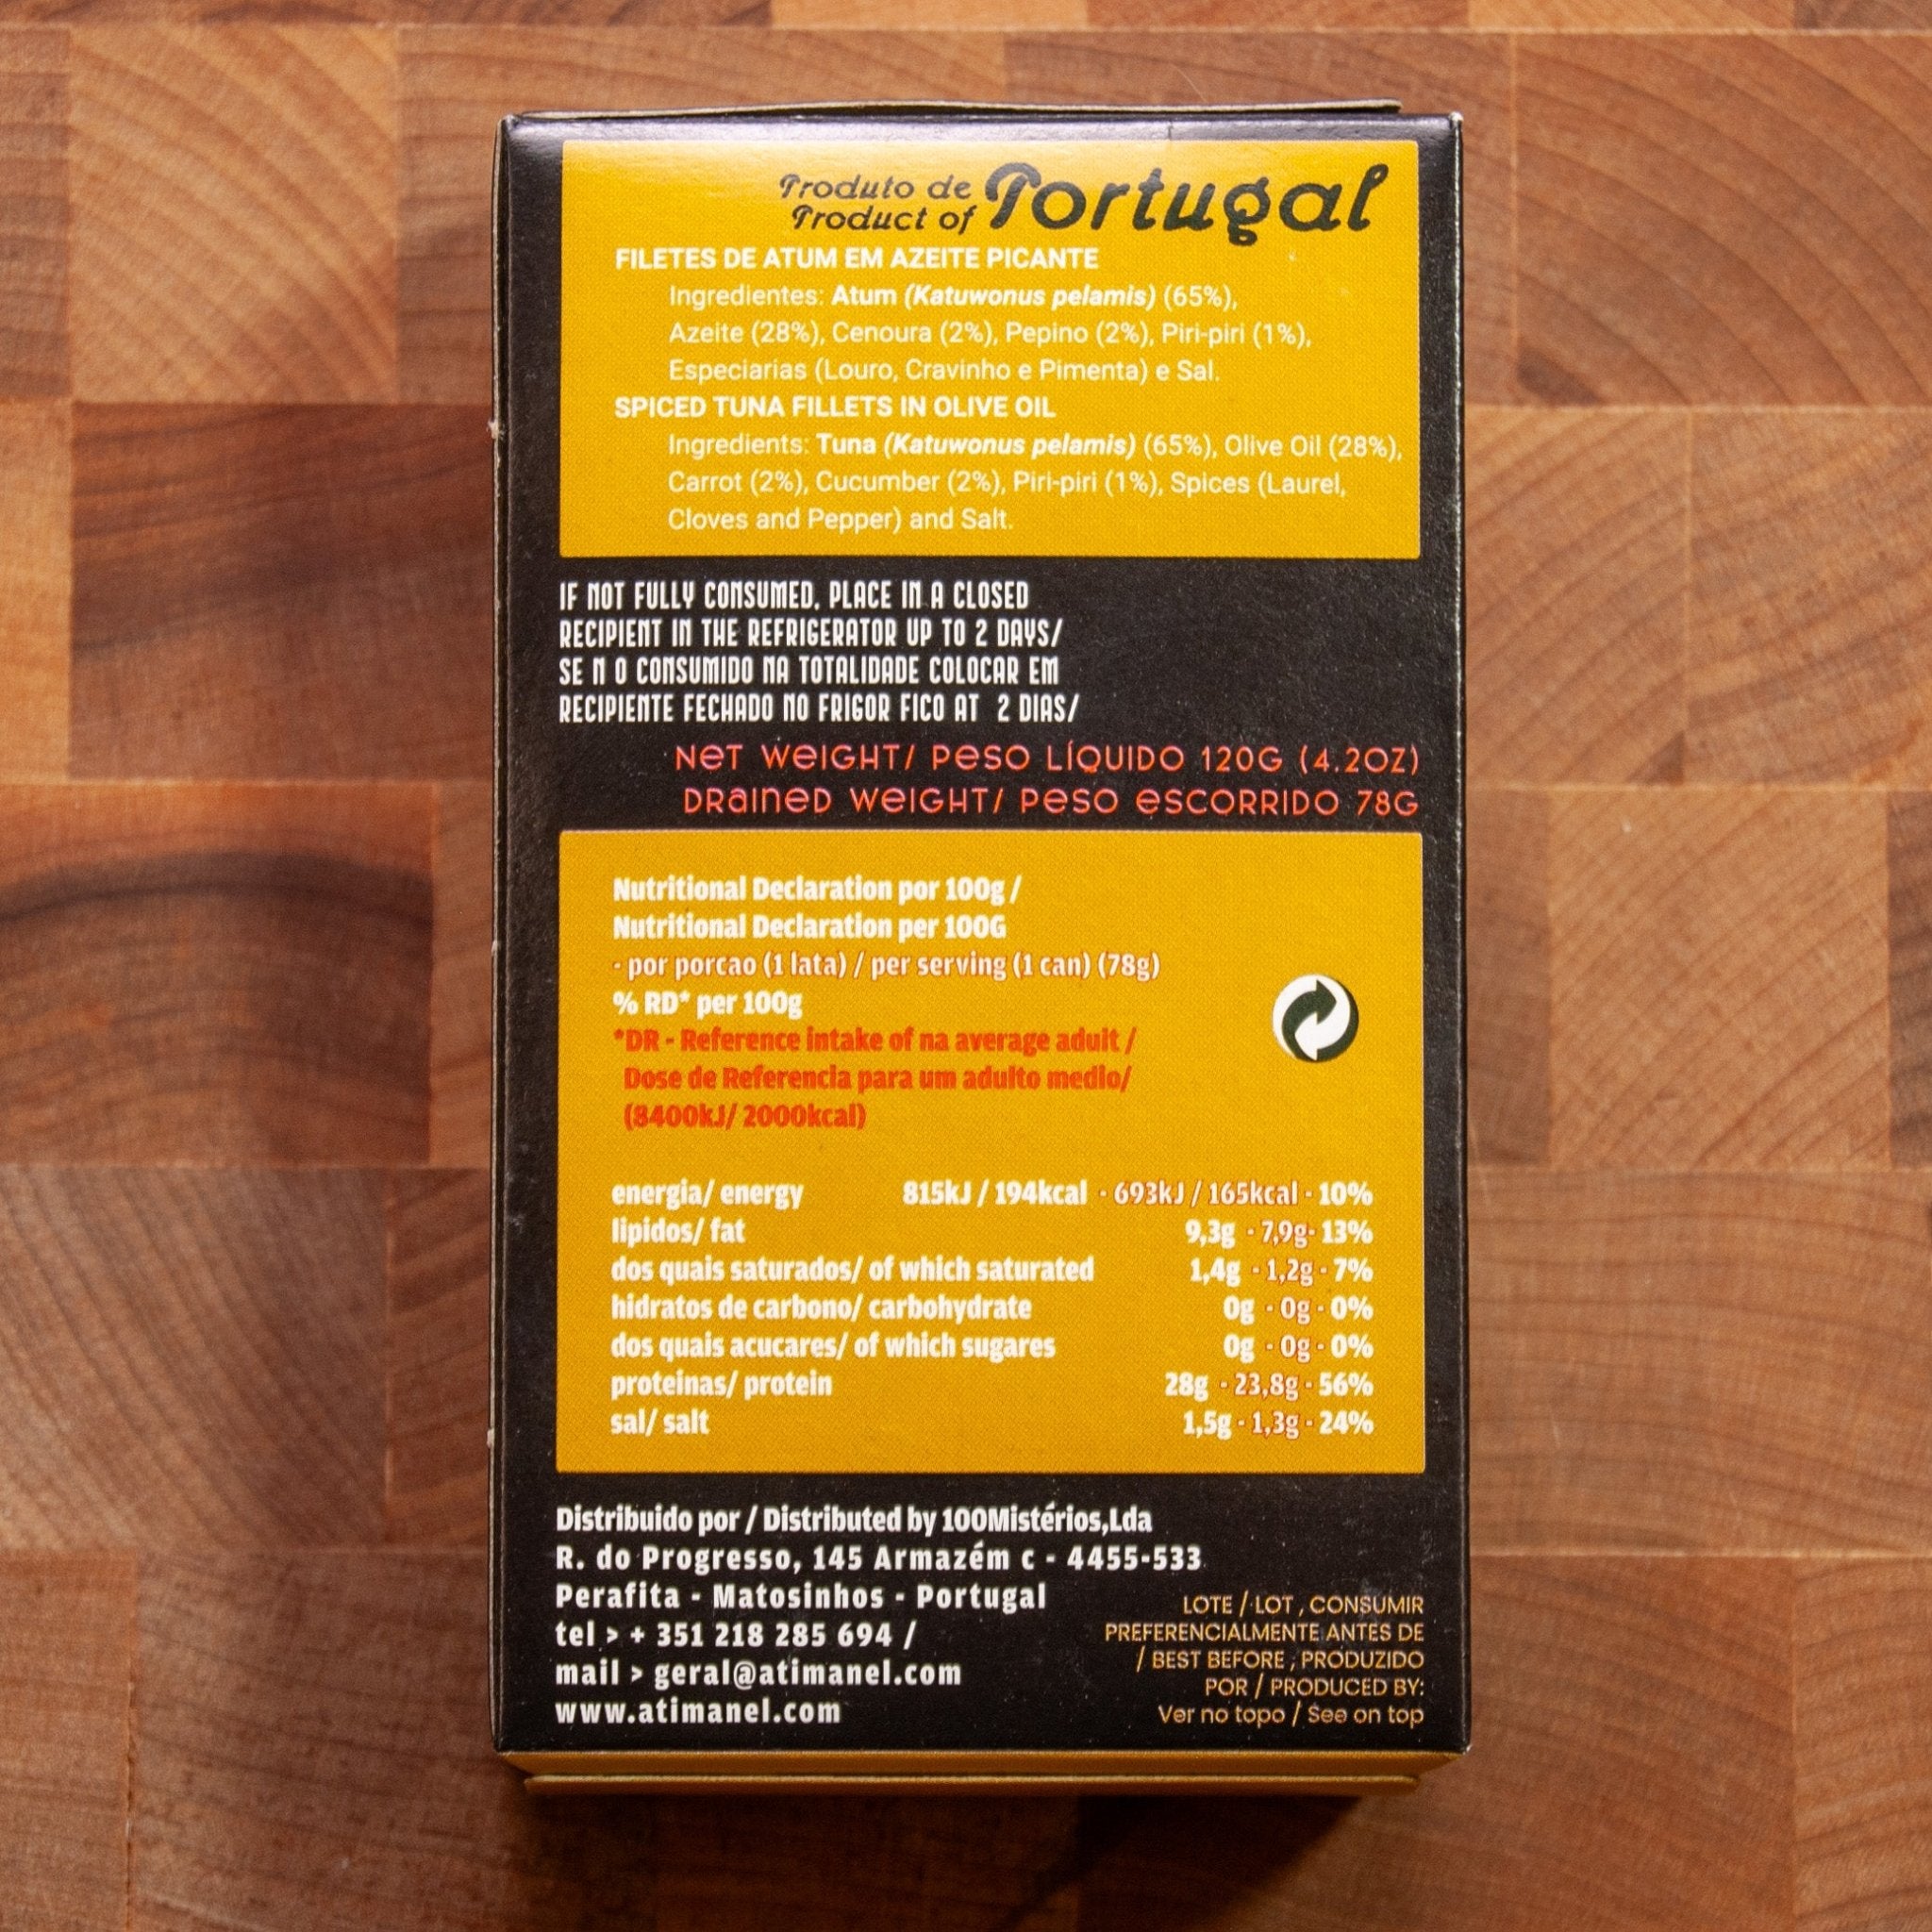 Produto de
Product of Portugal
FILETES DE ATUM EM AZEITE PICANTE
Ingredientes: Atum (Katuwonus pelamis) (65%),
Azeite (28%), Cenoura (2%), Pepino (2%), Piri-piri (1%),
Especiarias (Louro, Cravinho e Pimenta) e Sal.
SPICED TUNA FILLETS IN OLIVE OIL
Ingredients: Tuna (Katuwonus pelamis) (65%), Olive Oil (28%),
Carrot (2%), Cucumber (2%), Piri-piri (1%), Spices (Laurel,
Cloves and Pepper) and Salt.
IF NOT FULLY CONSUMED, PLACE IN A CLOSED
RECIPIENT IN THE REFRIGERATOR UP TO 2 DAYS/
SE N O CONSUMIDO NA TOTALIDADE COLOCAR EM
RECIPIENTE FECHADO NO FRIGOR FICO AT 2 DIAS/
NET WEIGHT/ PESO LÍQUIDO 120G (4.2OZ)
DRAINED WEIGHT/ PESO ESCORRIDO 78G
Nutritional Declaration por 100g /
Nutritional Declaration per 100G
- por porcao (1 lata) / per serving (1 can) (78g)
% RD* per 100g
*DR - Reference intake of na average aduit /
Dose de Referencia para um adulto medio/
(8400kJ/ 2000kcal)
energia/ energy 815kJ / 194kcal - 693kJ / 165kcal - 10%
lipidos/ fat 9,3g - 7,9g- 13%
dos quais saturados/ of which saturated 1,4g - 1,2g - 7%
hidratos de carbono/ carbohydrate 0g - 0g - 0%
dos quais acucares/ of which sugares 0g - 0g - 0%
proteinas/ protein 28g - 23,8g - 56%
sal/ salt 1,5g - 1,3g - 24%
Distribuido por / Distributed by 100Mistérios,Lda
R. do Progresso, 145 Armazém c - 4455-533
Perafita - Matosinhos - Portugal
tel > + 351 218 285 694 /
mail > geral@atimanel.com
www.atimanel.com
LOTE / LOT , CONSUMIR
PREFERENCIALMENTE ANTES DE
/ BEST BEFORE , PRODUZIDO
POR / PRODUCED BY:
Ver no topo / See on top